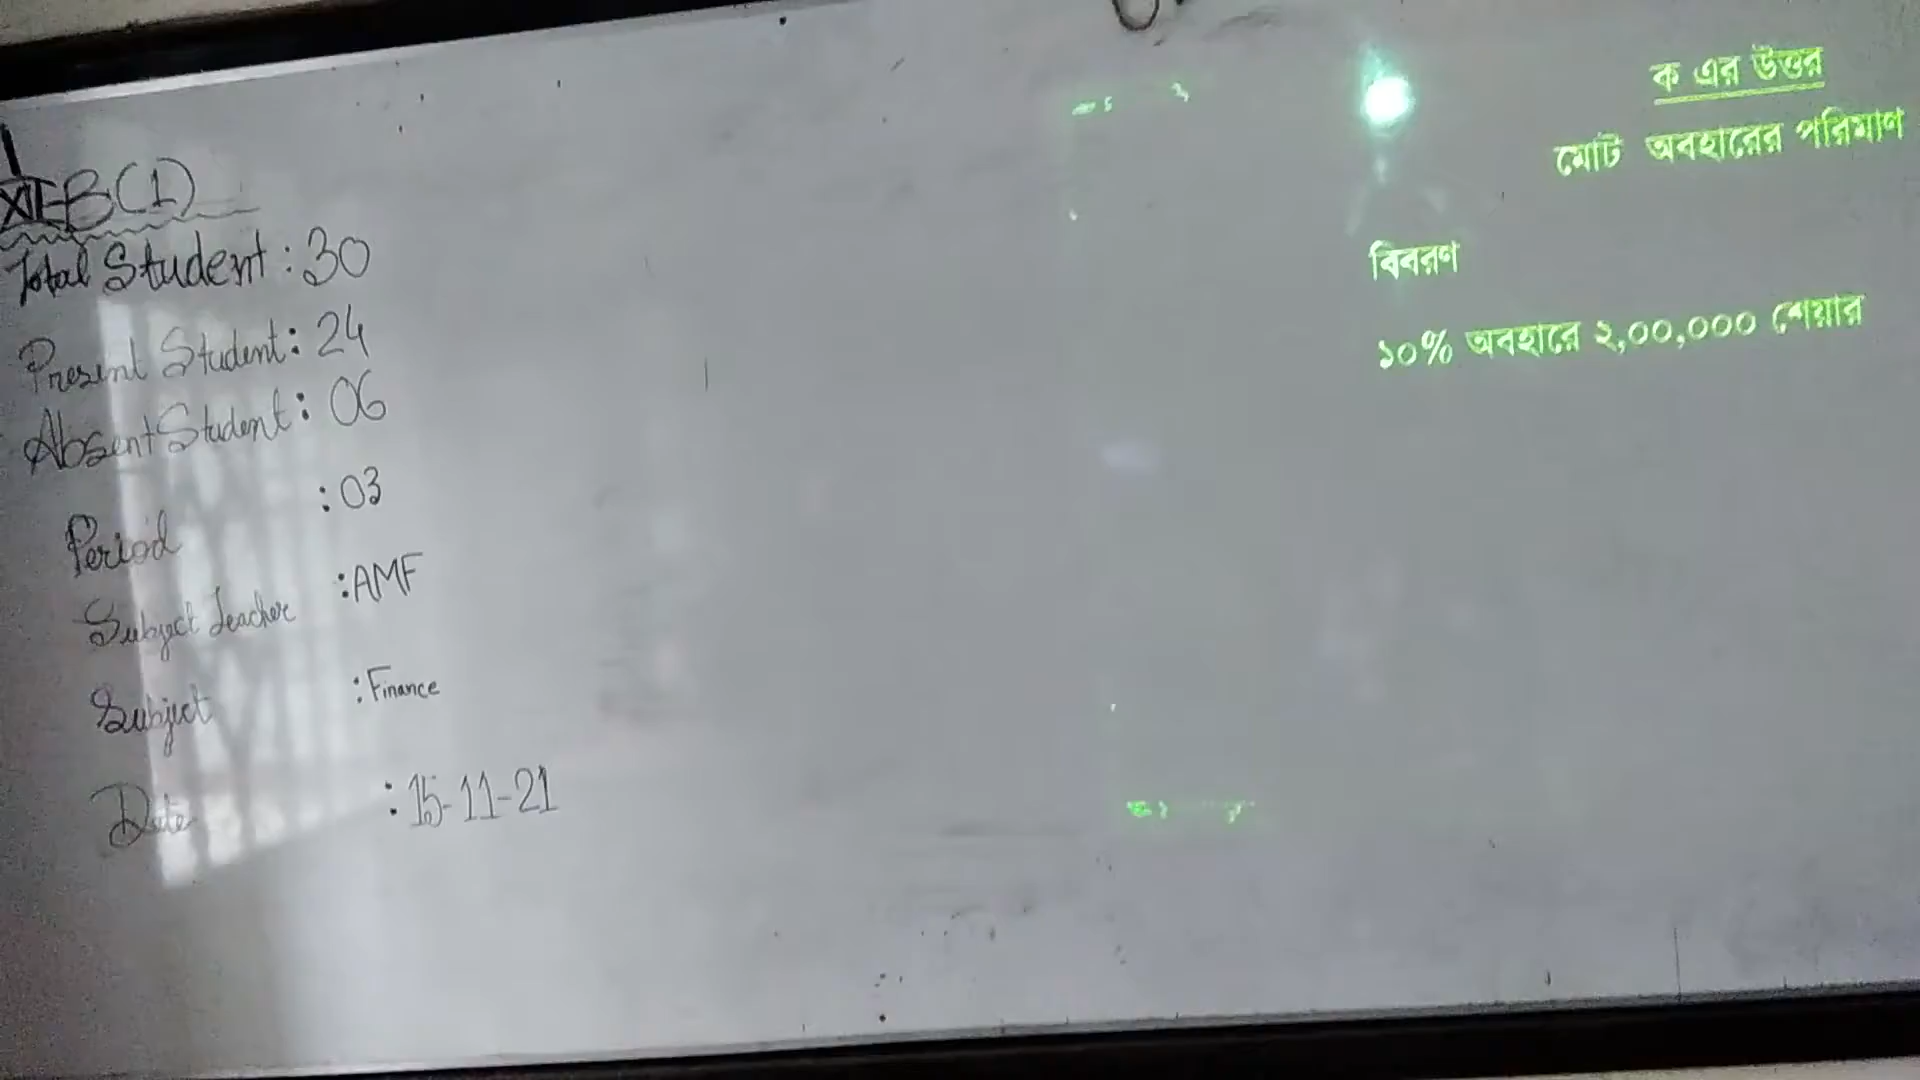 XII-B(1)
Total Student : 30
Present Student : 24
Absent Student : 06
Period : 03
Subject Teacher : AMF
Subject : Finance
Date : 15-11-21
ক এর উত্তর
মোট অবহারের পরিমাণ
বিবরণ
১০% অবহারে ২,০০,০০০ শেয়ার